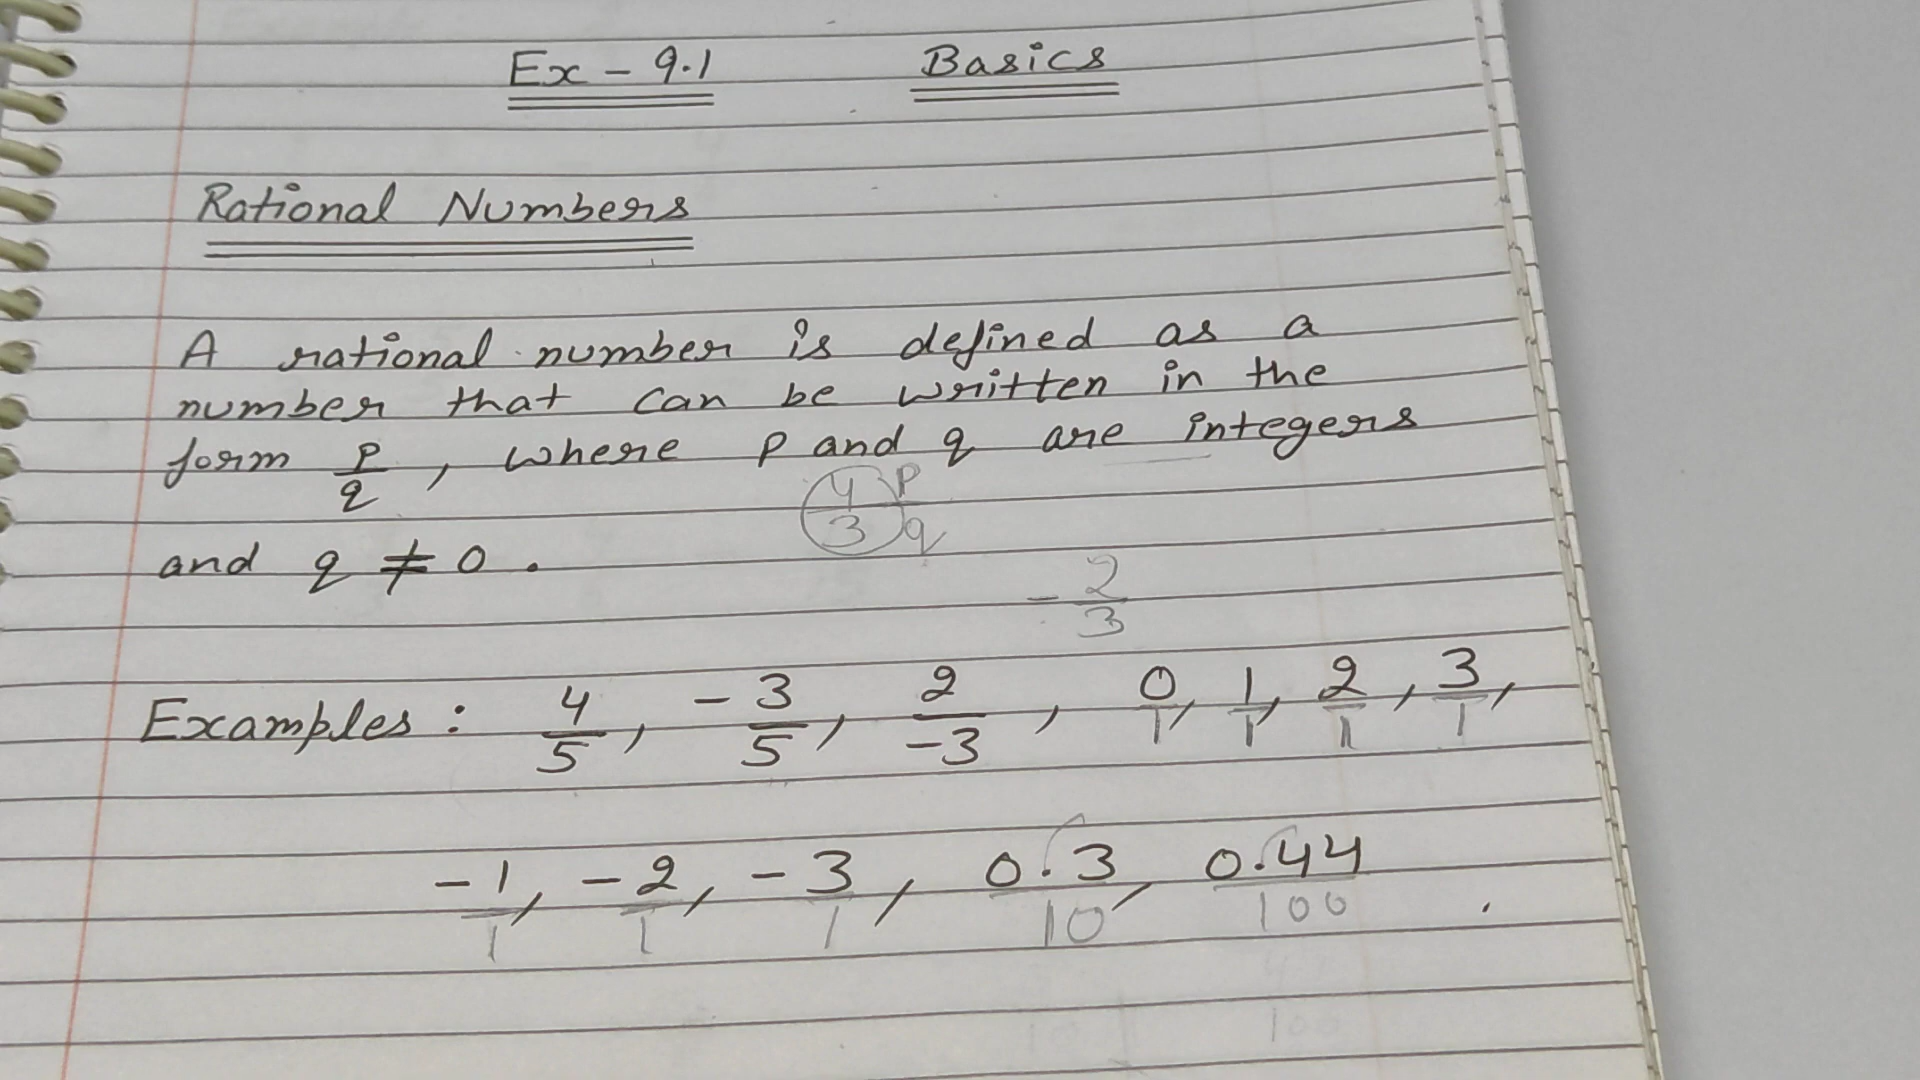 Ex - 9.1 Basics
Rational Numbers
A rational number is defined as a
number that can be written in the
form p/q, where p and q are integers
4/3 p/q
and q ≠ 0.
- 2/3
Examples : 4/5, -3/5, 2/-3, 0/1, 1/1, 2/1, 3/1,
-1/1, -2/1, -3/1, 0.3/10, 0.44/100 .